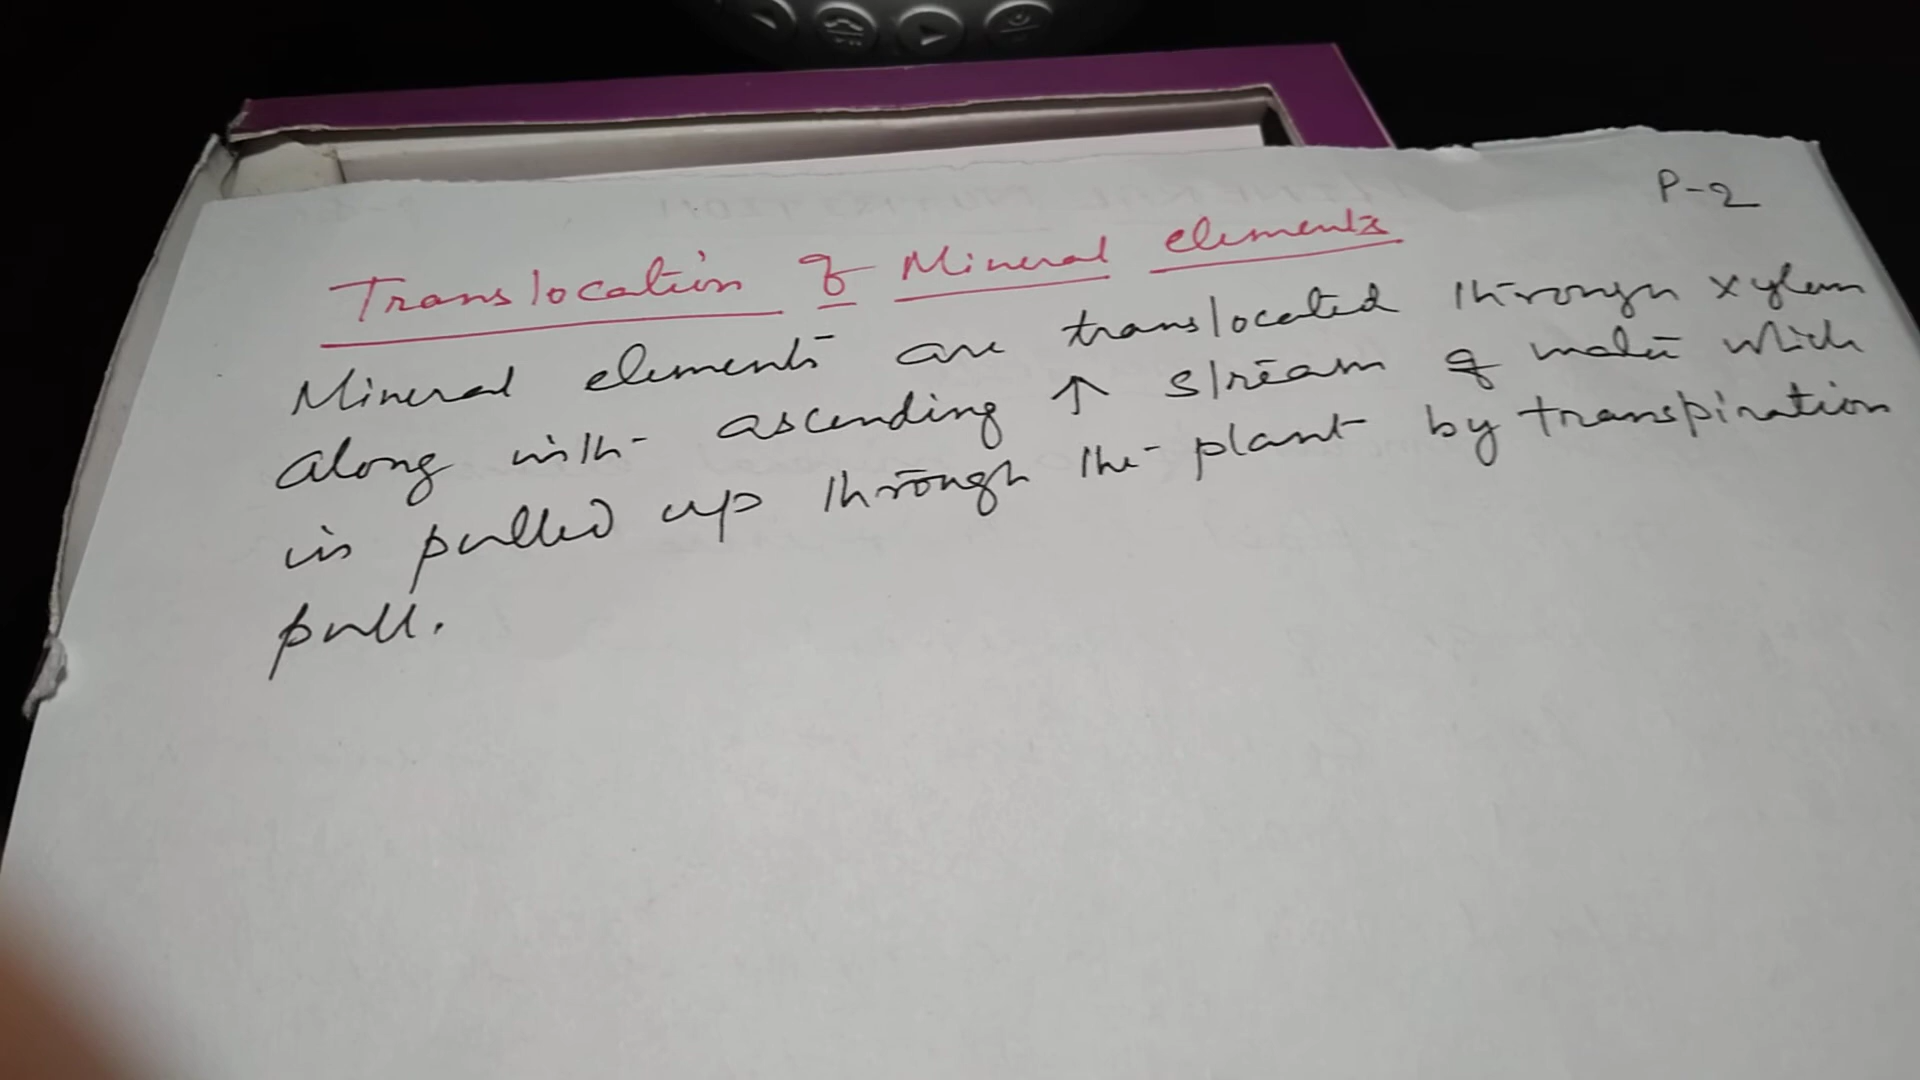 P-2
Translocation of Mineral elements
Mineral elements are translocated through xylem
along with ascending ↑ stream of water which
is pulled up through the plant by transpiration
pull.